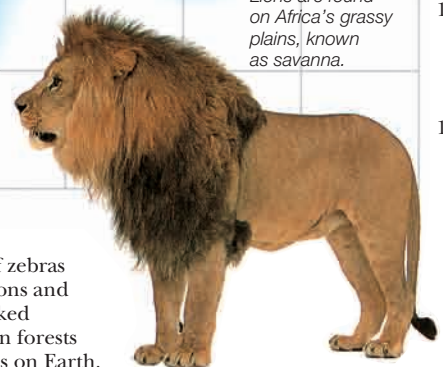 Lions are found
on Africa's grassy
plains, known
as savanna.
zebras
ons and
ked
n forests
s on Earth.